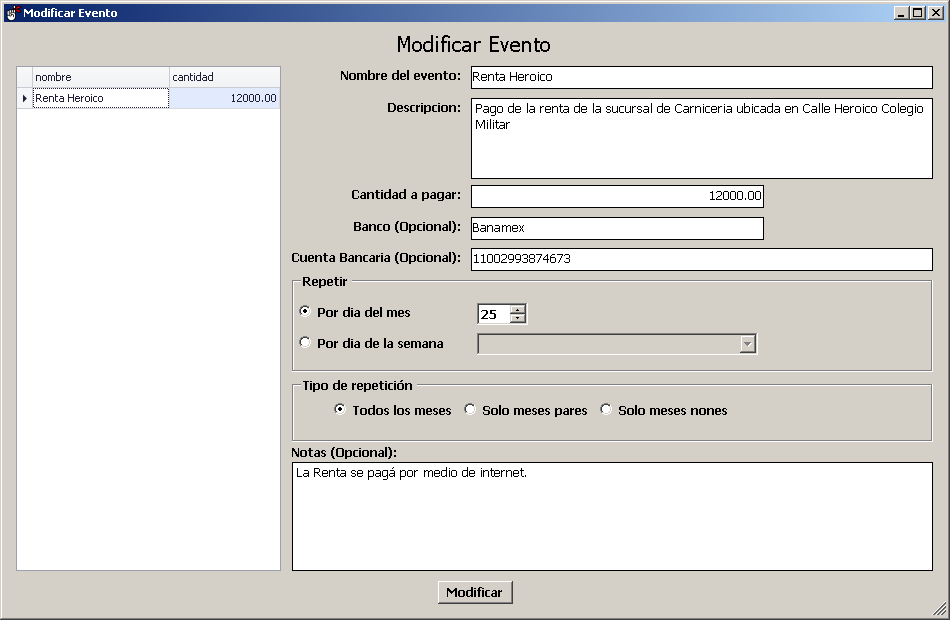 Modificar Evento
Modificar Evento
nombre cantidad
Renta Heroico 12000.00
Nombre del evento: Renta Heroico
Descripcion: Pago de la renta de la sucursal de Carniceria ubicada en Calle Heroico Colegio
Militar
Cantidad a pagar: 12000.00
Banco (Opcional): Banamex
Cuenta Bancaria (Opcional): 11002993874673
Repetir
Por dia del mes 25
Por dia de la semana
Tipo de repetición
Todos los meses Solo meses pares Solo meses nones
Notas (Opcional):
La Renta se pagá por medio de internet.
Modificar